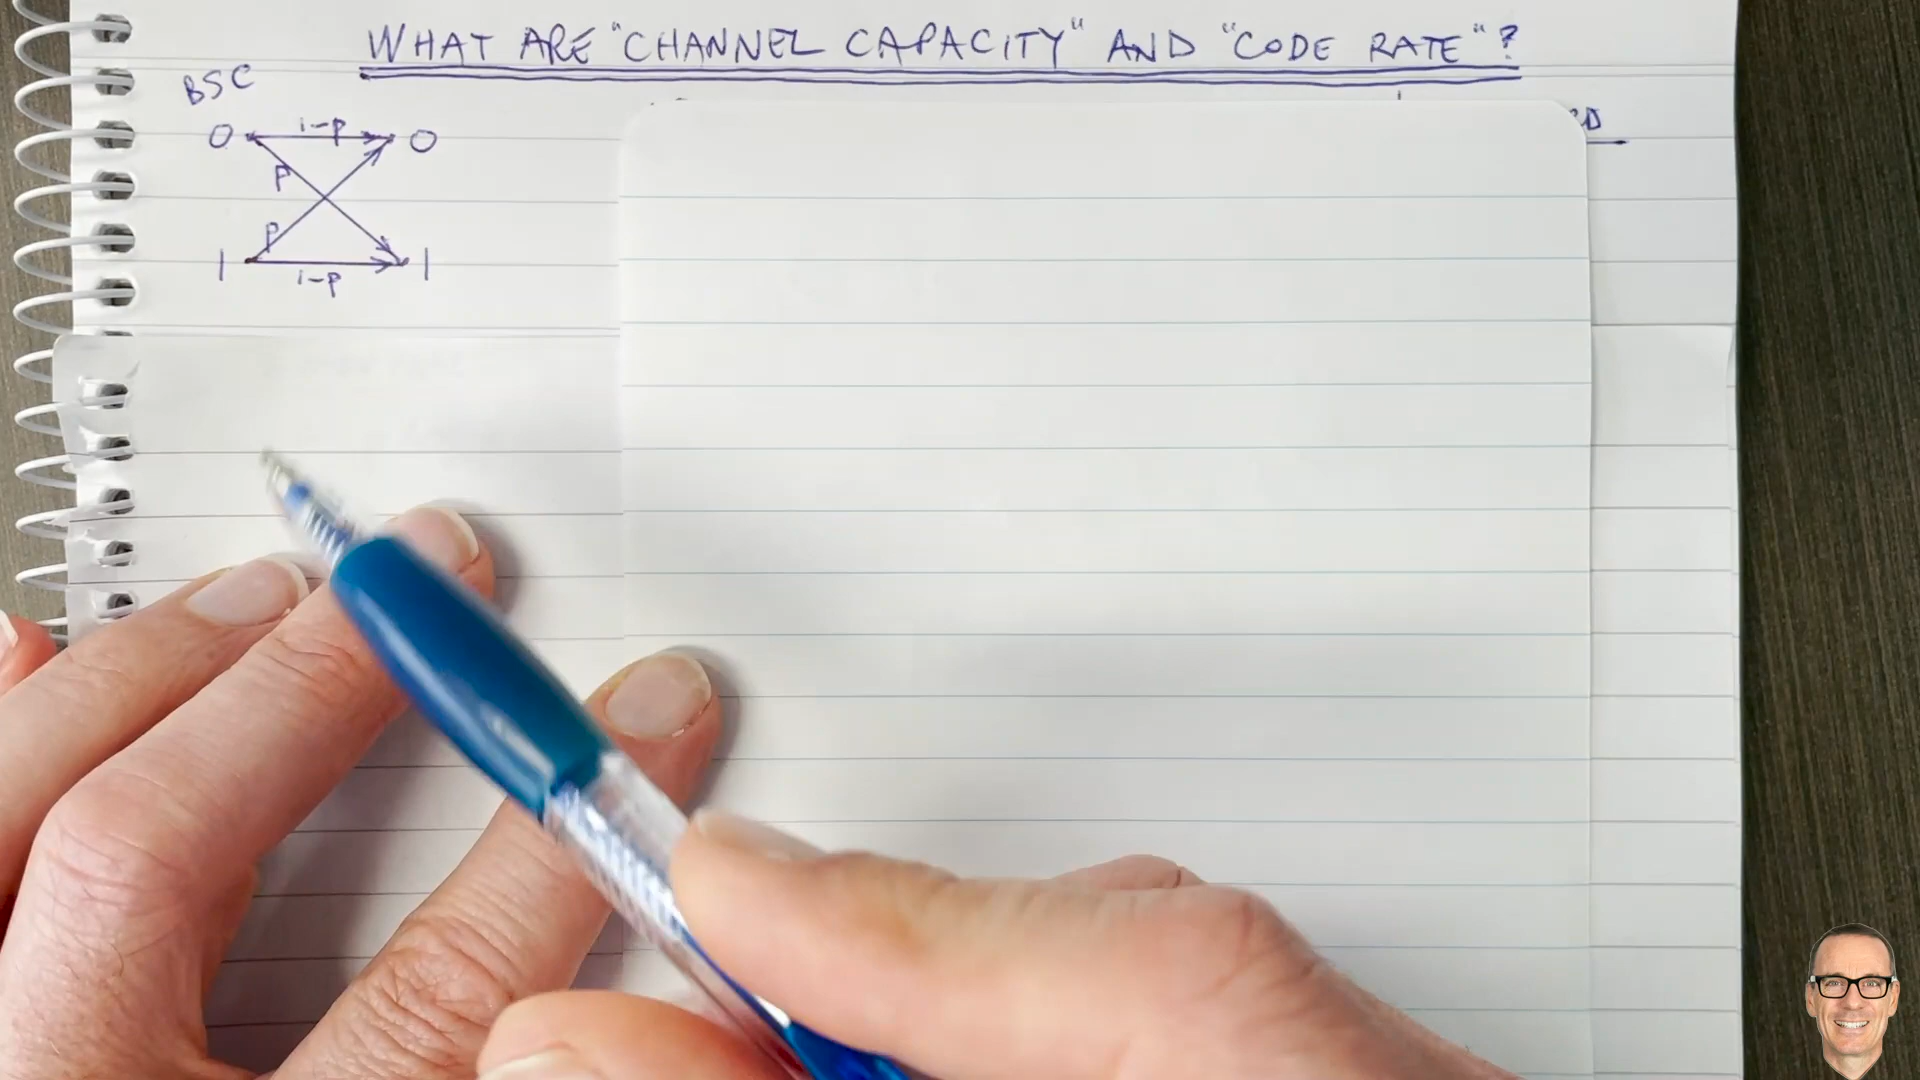 WHAT ARE "CHANNEL CAPACITY" AND "CODE RATE"?
BSC
0 1-p 0
p
p
1 1-p 1